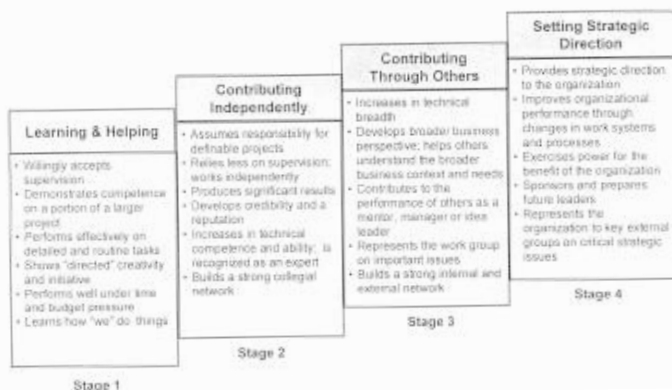 Learning & Helping
• Willingly accepts
supervision
• Demonstrates competence
on a portion of a larger
project
• Performs effectively on
detailed and routine tasks
• Shows "directed" creativity
and initiative
• Performs well under time
and budget pressure
• Learns how "we" do things
Stage 1
Contributing
Independently
• Assumes responsibility for
definable projects
• Relies less on supervision;
works independently
• Produces significant results
• Develops credibility and a
reputation
• Increases in technical
competence and ability; is
recognized as an expert
• Builds a strong collegial
network
Stage 2
Contributing
Through Others
• Increases in technical
breadth
• Develops broader business
perspective; helps others
understand the broader
business context and needs
• Contributes to the
performance of others as a
mentor, manager or idea
leader
• Represents the work group
on important issues
• Builds a strong internal and
external network
Stage 3
Setting Strategic
Direction
• Provides strategic direction
to the organization
• Improves organizational
performance through
changes in work systems
and processes
• Exercises power for the
benefit of the organization
• Sponsors and prepares
future leaders
• Represents the
organization to key external
groups on critical strategic
issues
Stage 4